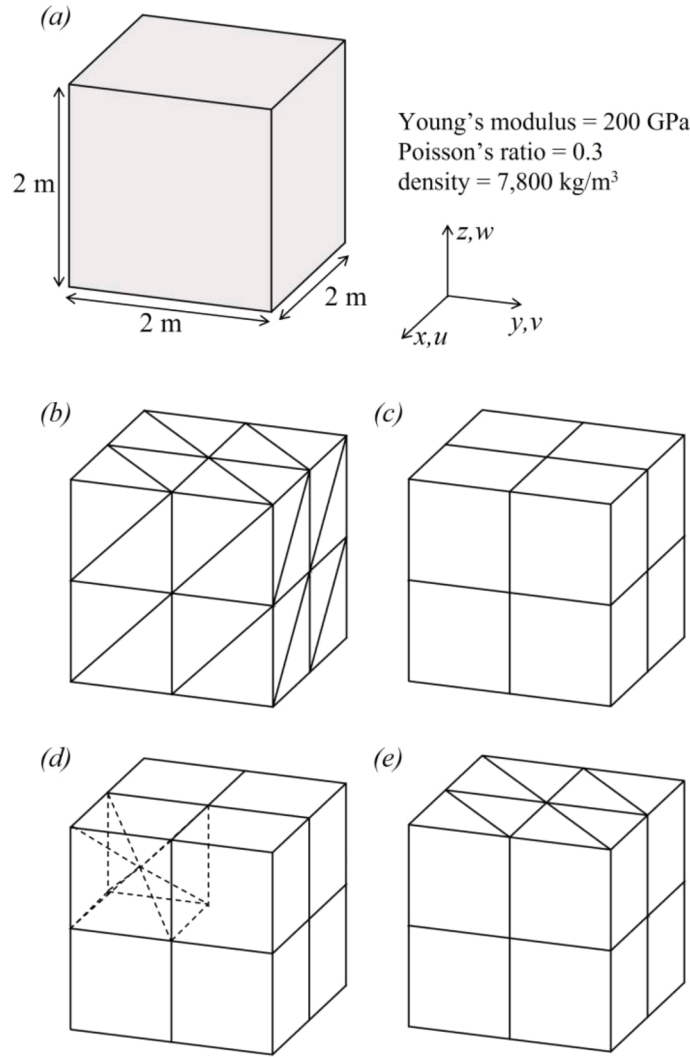 (a)
Young's modulus = 200 GPa
Poisson's ratio = 0.3
density = 7,800 kg/m³
2 m
z,w
2 m
2 m
y,v
x,u
(b)
(c)
(d)
(e)